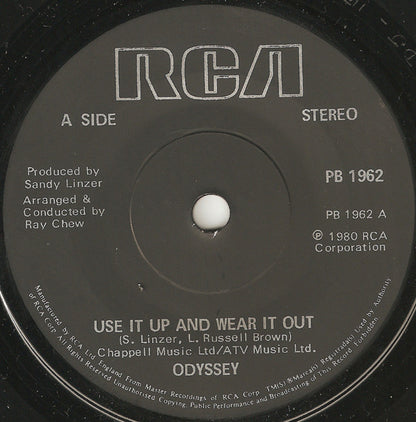 RCA
A SIDE
STEREO
Produced by
Sandy Linzer
Arranged &
Conducted by
Ray Chew
PB 1962
PB 1962 A
℗ 1980 RCA
Corporation
USE IT UP AND WEAR IT OUT
(S. Linzer, L. Russell Brown)
Chappell Music Ltd/ATV Music Ltd.
ODYSSEY
Manufactured by RCA Ltd. England. From Master Recordings of RCA Corp. TM(S)®Marca(s) Registrada(s) Used by Authority
of RCA Corp. All Rights Reserved Unauthorised Copying, Public Performance and Broadcasting of This Record Forbidden.